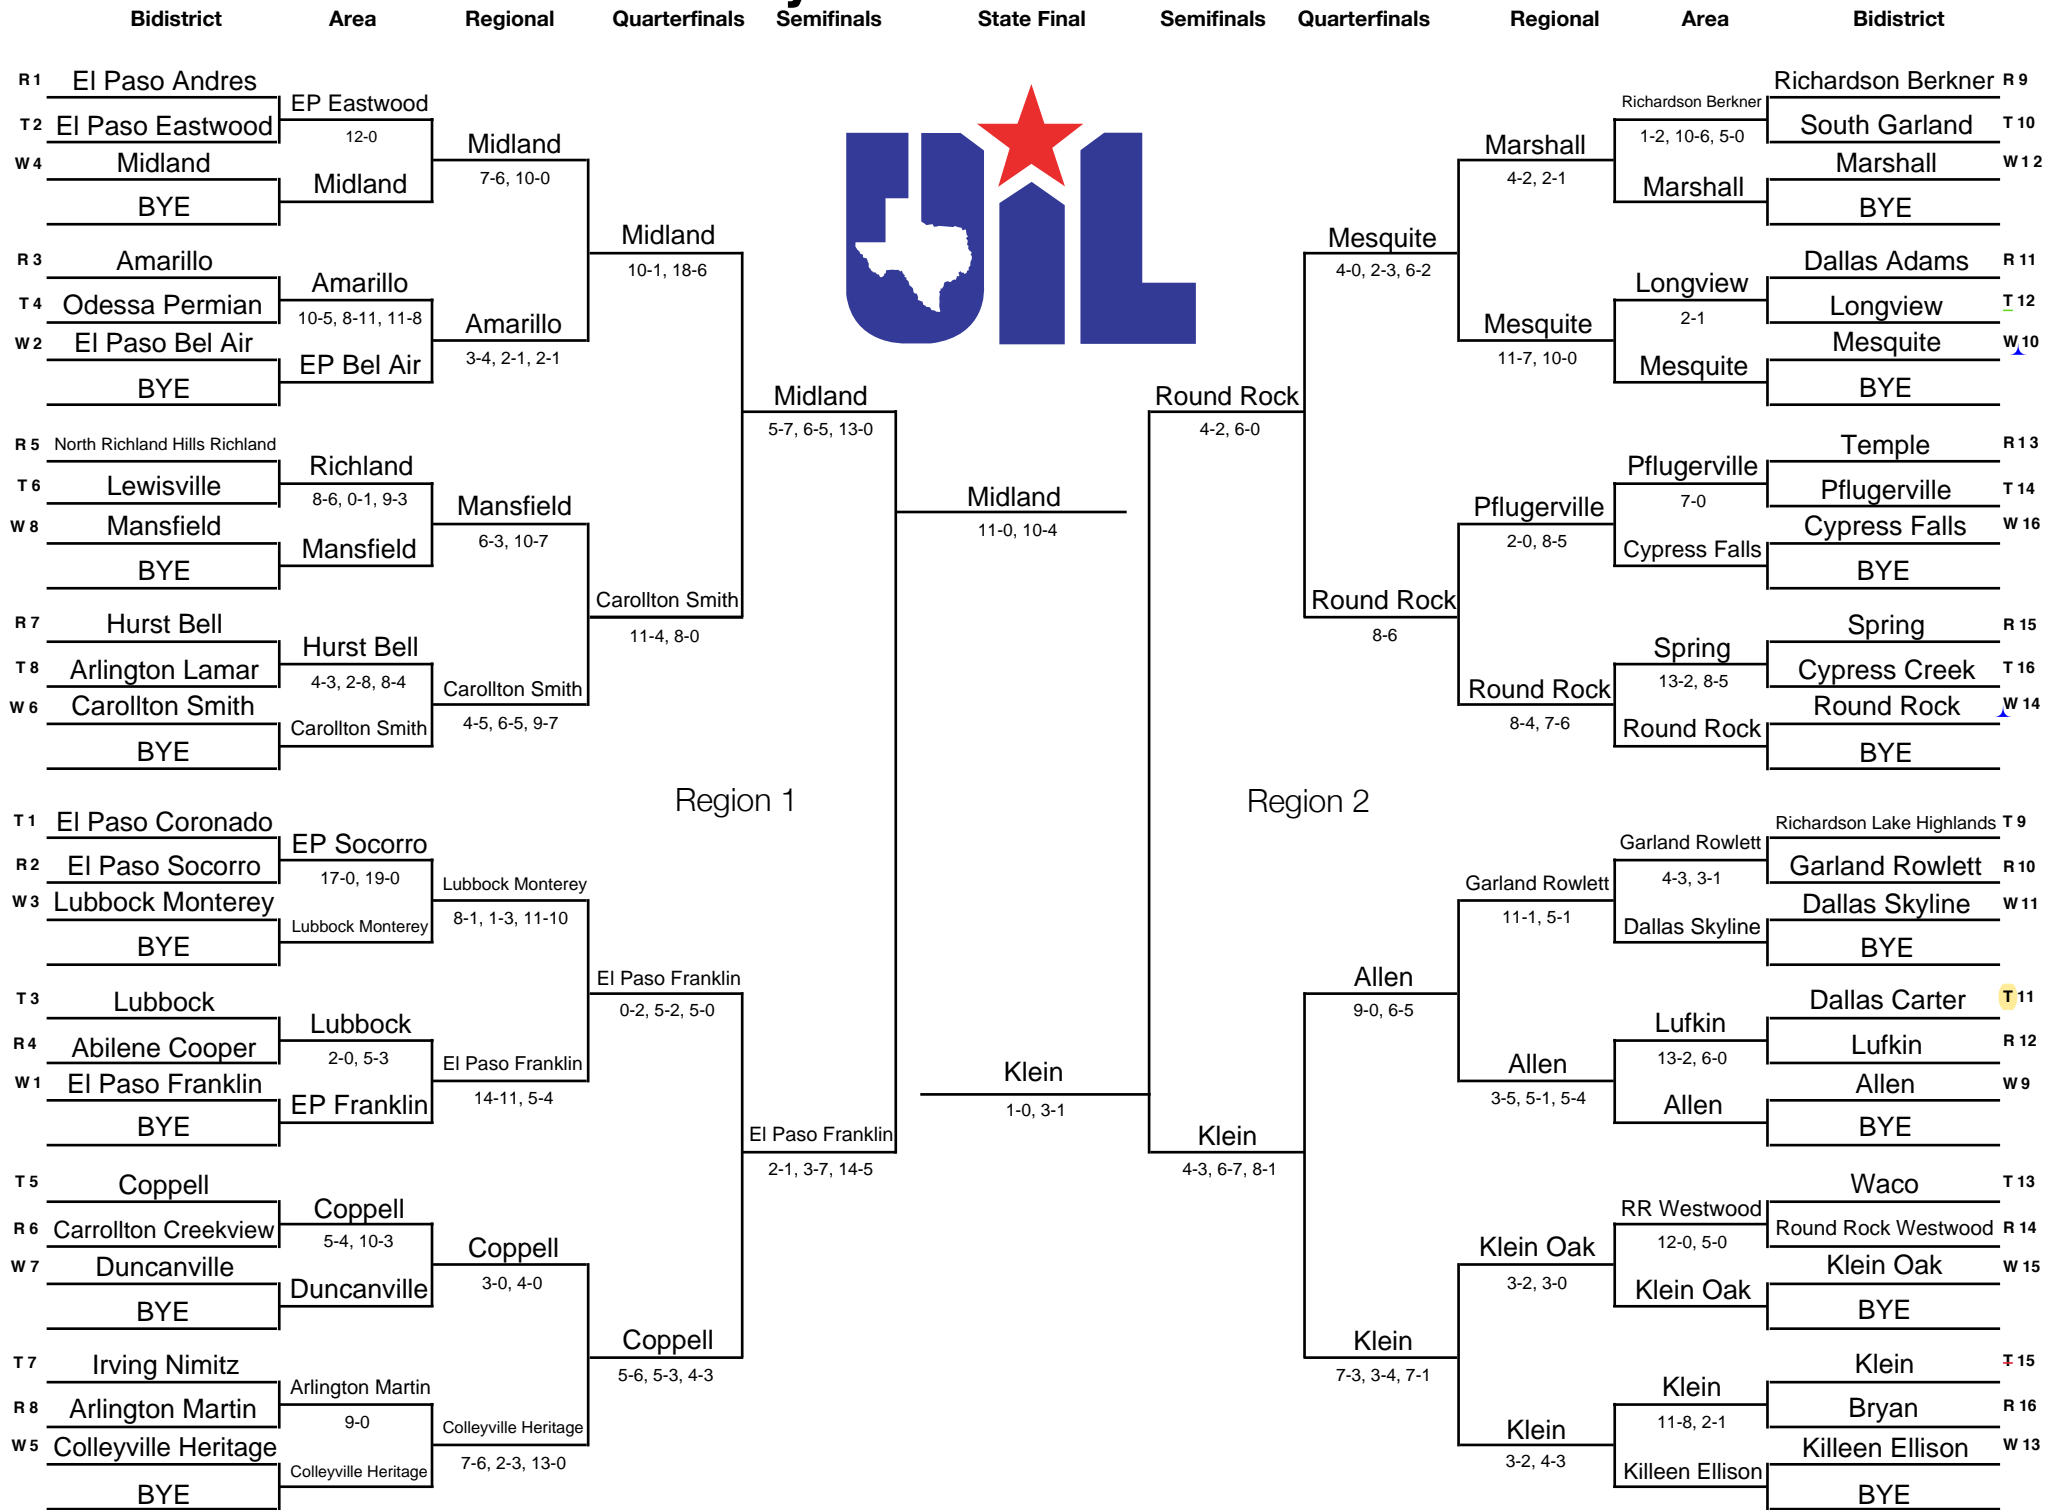 Bidistrict Area Regional Quarterfinals Semifinals State Final Semifinals Quarterfinals Regional Area Bidistrict
R 1 El Paso Andres
EP Eastwood
T 2 El Paso Eastwood
12-0
Midland
W 4 Midland
7-6, 10-0
Midland
BYE
Midland
10-1, 18-6
R 3 Amarillo
Amarillo
T 4 Odessa Permian
10-5, 8-11, 11-8
Amarillo
W 2 El Paso Bel Air
3-4, 2-1, 2-1
EP Bel Air
BYE
Midland
5-7, 6-5, 13-0
R 5 North Richland Hills Richland
Richland
T 6 Lewisville
8-6, 0-1, 9-3
Mansfield
W 8 Mansfield
6-3, 10-7
Mansfield
BYE
Carollton Smith
11-4, 8-0
R 7 Hurst Bell
Hurst Bell
T 8 Arlington Lamar
4-3, 2-8, 8-4
Carollton Smith
W 6 Carollton Smith
4-5, 6-5, 9-7
Carollton Smith
BYE
Midland
11-0, 10-4
Region 1
T 1 El Paso Coronado
EP Socorro
R 2 El Paso Socorro
17-0, 19-0
Lubbock Monterey
W 3 Lubbock Monterey
8-1, 1-3, 11-10
Lubbock Monterey
BYE
El Paso Franklin
0-2, 5-2, 5-0
T 3 Lubbock
Lubbock
R 4 Abilene Cooper
2-0, 5-3
El Paso Franklin
W 1 El Paso Franklin
14-11, 5-4
EP Franklin
BYE
El Paso Franklin
2-1, 3-7, 14-5
T 5 Coppell
Coppell
R 6 Carrollton Creekview
5-4, 10-3
Coppell
W 7 Duncanville
3-0, 4-0
Duncanville
BYE
Coppell
5-6, 5-3, 4-3
T 7 Irving Nimitz
Arlington Martin
R 8 Arlington Martin
9-0
Colleyville Heritage
W 5 Colleyville Heritage
7-6, 2-3, 13-0
Colleyville Heritage
BYE
UIL
Richardson Berkner R 9
Richardson Berkner
South Garland T 10
1-2, 10-6, 5-0
Marshall
Marshall W 12
4-2, 2-1
Marshall
BYE
Mesquite
4-0, 2-3, 6-2
Dallas Adams R 11
Longview
Longview T 12
2-1
Mesquite
Mesquite W 10
11-7, 10-0
Mesquite
BYE
Round Rock
4-2, 6-0
Temple R 13
Pflugerville
Pflugerville T 14
7-0
Pflugerville
Cypress Falls W 16
2-0, 8-5
Cypress Falls
BYE
Round Rock
8-6
Spring R 15
Spring
Cypress Creek T 16
13-2, 8-5
Round Rock
Round Rock W 14
8-4, 7-6
Round Rock
BYE
Region 2
Richardson Lake Highlands T 9
Garland Rowlett
Garland Rowlett R 10
4-3, 3-1
Garland Rowlett
Dallas Skyline W 11
11-1, 5-1
Dallas Skyline
BYE
Allen
9-0, 6-5
Dallas Carter T 11
Lufkin
Lufkin R 12
13-2, 6-0
Allen
Allen W 9
3-5, 5-1, 5-4
Allen
BYE
Klein
1-0, 3-1
Klein
4-3, 6-7, 8-1
Waco T 13
RR Westwood
Round Rock Westwood R 14
12-0, 5-0
Klein Oak
Klein Oak W 15
3-2, 3-0
Klein Oak
BYE
Klein
7-3, 3-4, 7-1
Klein T 15
Klein
Bryan R 16
11-8, 2-1
Klein
Killeen Ellison W 13
3-2, 4-3
Killeen Ellison
BYE